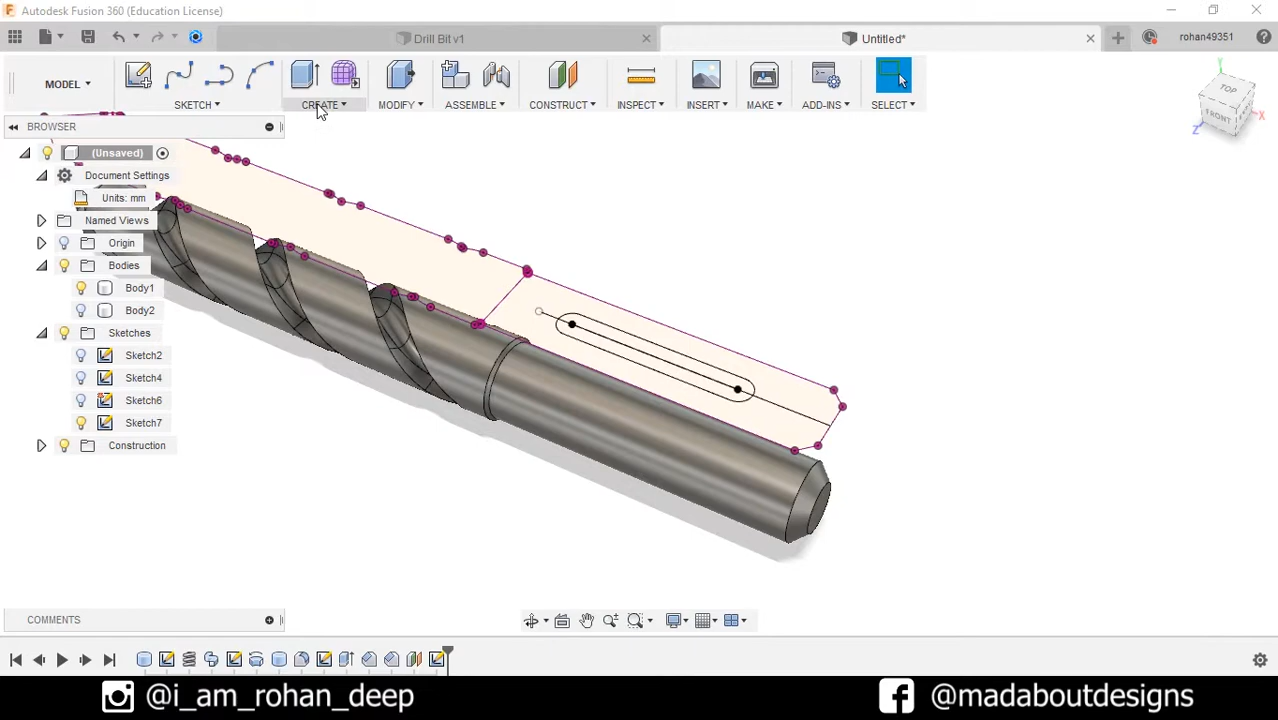 Autodesk Fusion 360 (Education License)
Drill Bit v1
Untitled*
rohan49351
MODEL
SKETCH
CREATE
MODIFY
ASSEMBLE
CONSTRUCT
INSPECT
INSERT
MAKE
ADD-INS
SELECT
BROWSER
(Unsaved)
Document Settings
Units: mm
Named Views
Origin
Bodies
Body1
Body2
Sketches
Sketch2
Sketch4
Sketch6
Sketch7
Construction
TOP
FRONT
Y
X
Z
COMMENTS
@i_am_rohan_deep
@madaboutdesigns